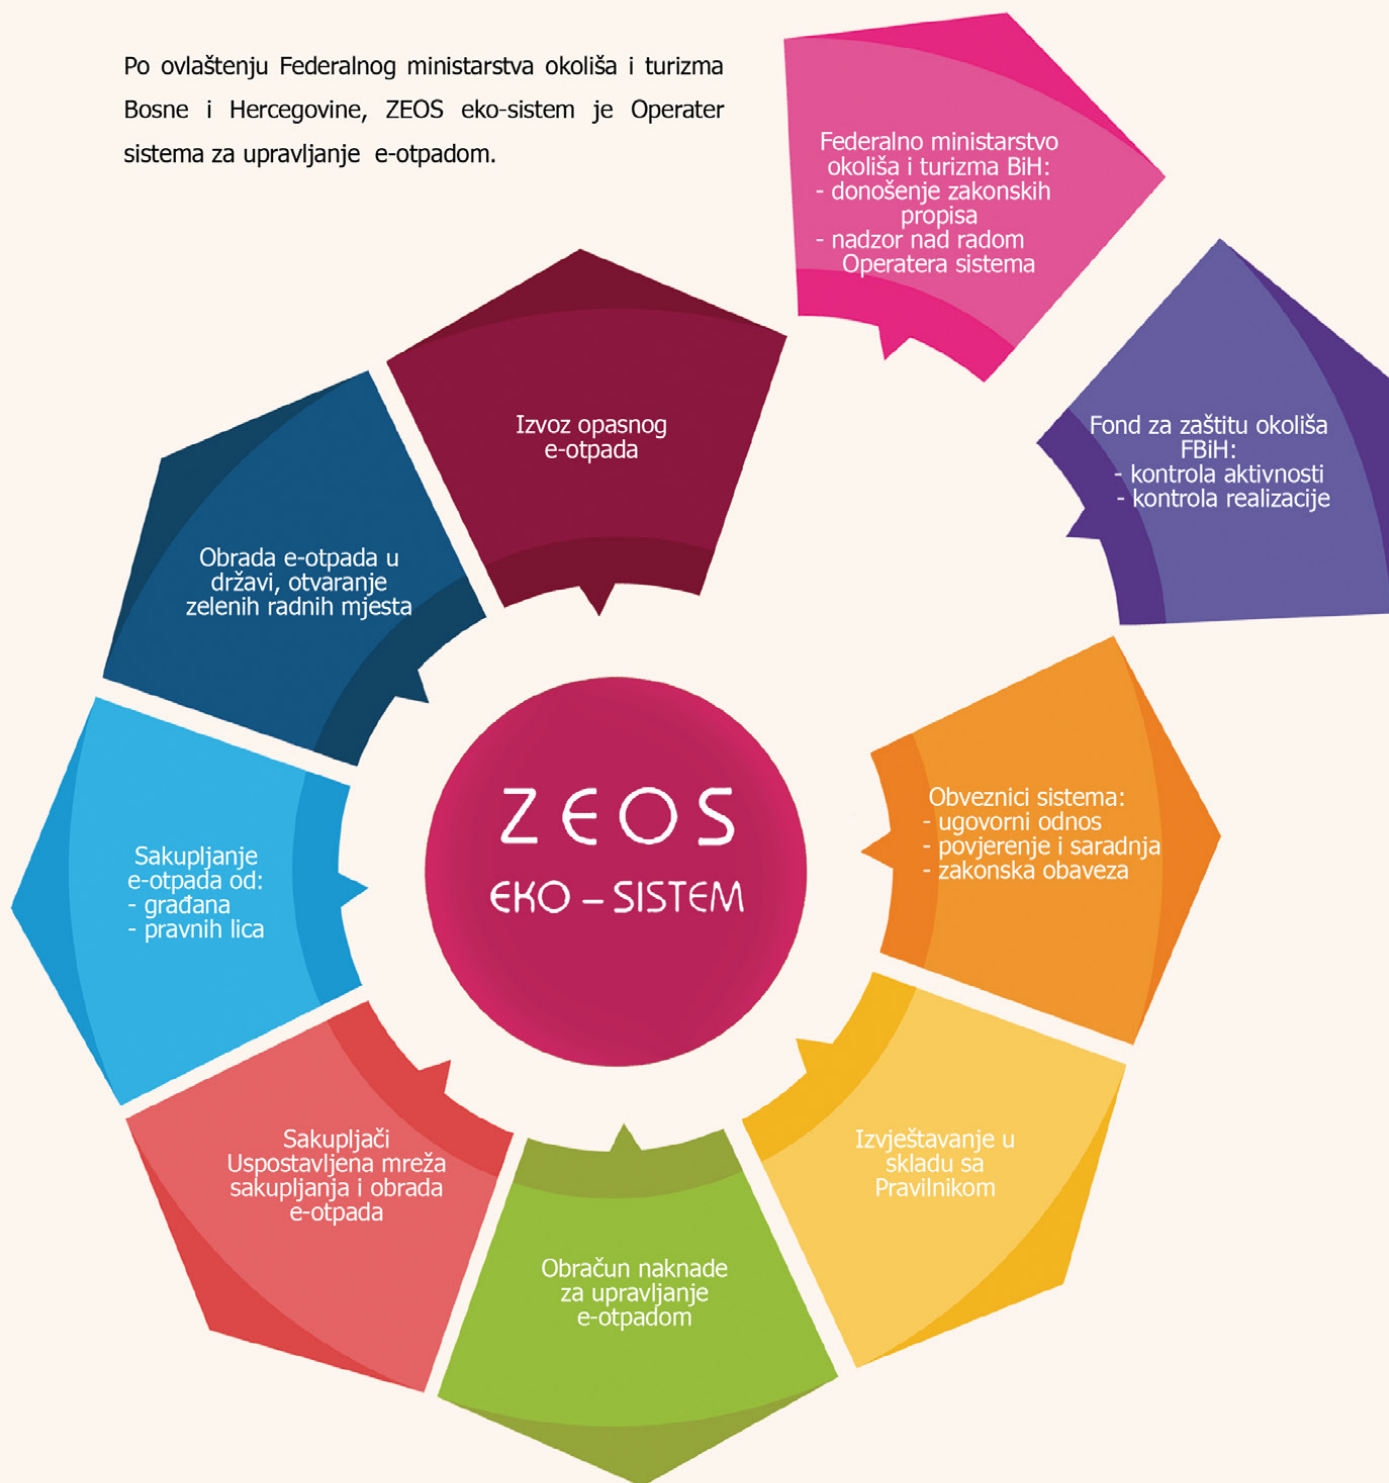 Po ovlaštenju Federalnog ministarstva okoliša i turizma
Bosne i Hercegovine, ZEOS eko-sistem je Operater
sistema za upravljanje e-otpadom.
Federalno ministarstvo
okoliša i turizma BiH:
- donošenje zakonskih
propisa
- nadzor nad radom
Operatera sistema
Fond za zaštitu okoliša
FBiH:
- kontrola aktivnosti
- kontrola realizacije
Obveznici sistema:
- ugovorni odnos
- povjerenje i saradnja
- zakonska obaveza
Izvještavanje u
skladu sa
Pravilnikom
Obračun naknade
za upravljanje
e-otpadom
Sakupljači
Uspostavljena mreža
sakupljanja i obrada
e-otpada
Sakupljanje
e-otpada od:
- građana
- pravnih lica
Obrada e-otpada u
državi, otvaranje
zelenih radnih mjesta
Izvoz opasnog
e-otpada
ZEOS
EKO - SISTEM